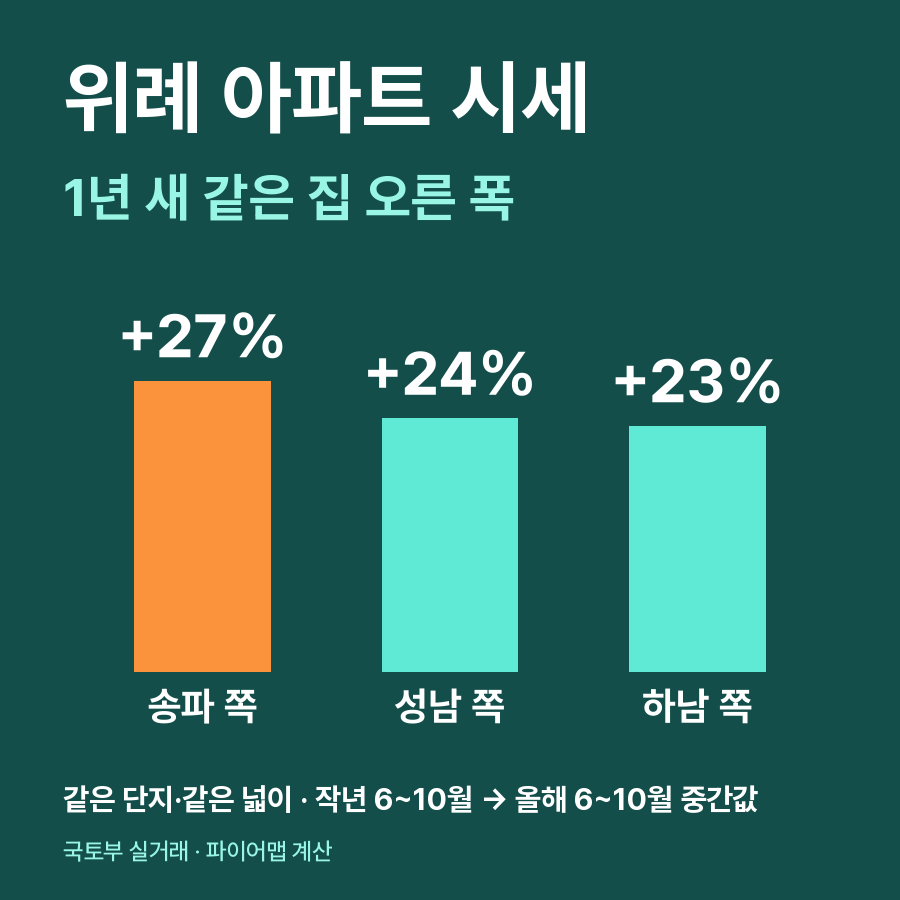 위례 아파트 시세
1년 새 같은 집 오른 폭
+27%
+24%
+23%
송파 쪽
성남 쪽
하남 쪽
같은 단지·같은 넓이 · 작년 6~10월 → 올해 6~10월 중간값
국토부 실거래 · 파이어맵 계산